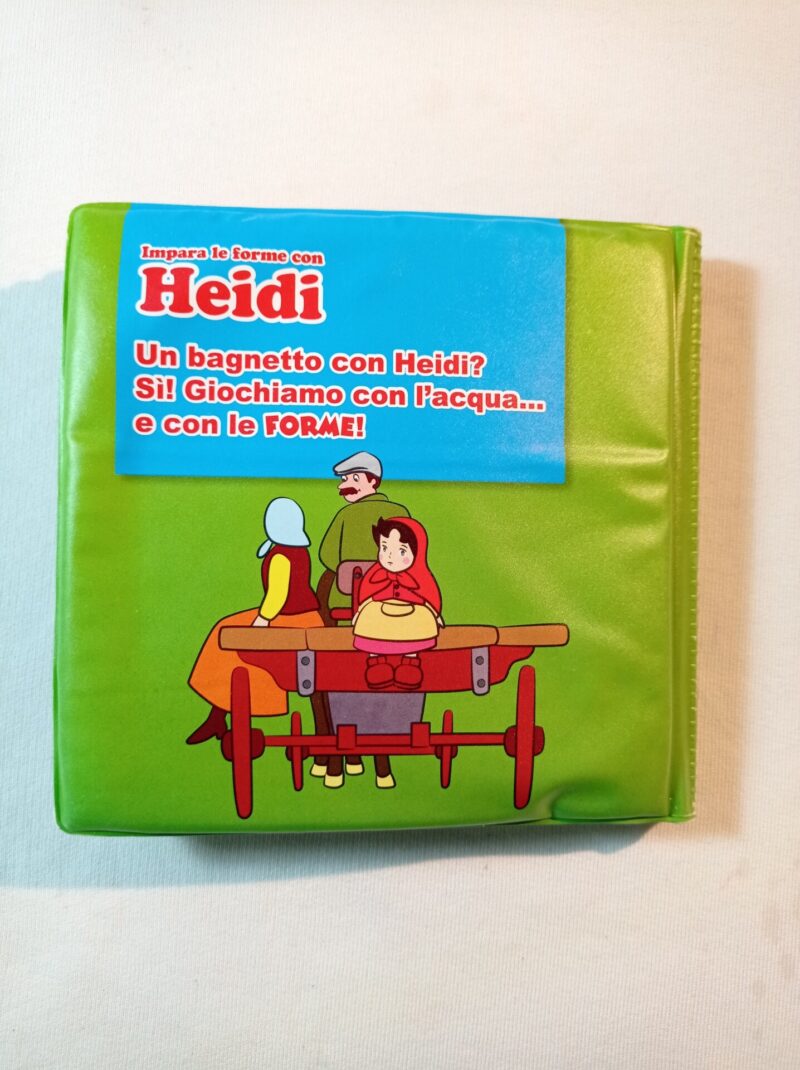 Impara le forme con
Heidi
Un bagnetto con Heidi?
Sì! Giochiamo con l'acqua...
e con le FORME!